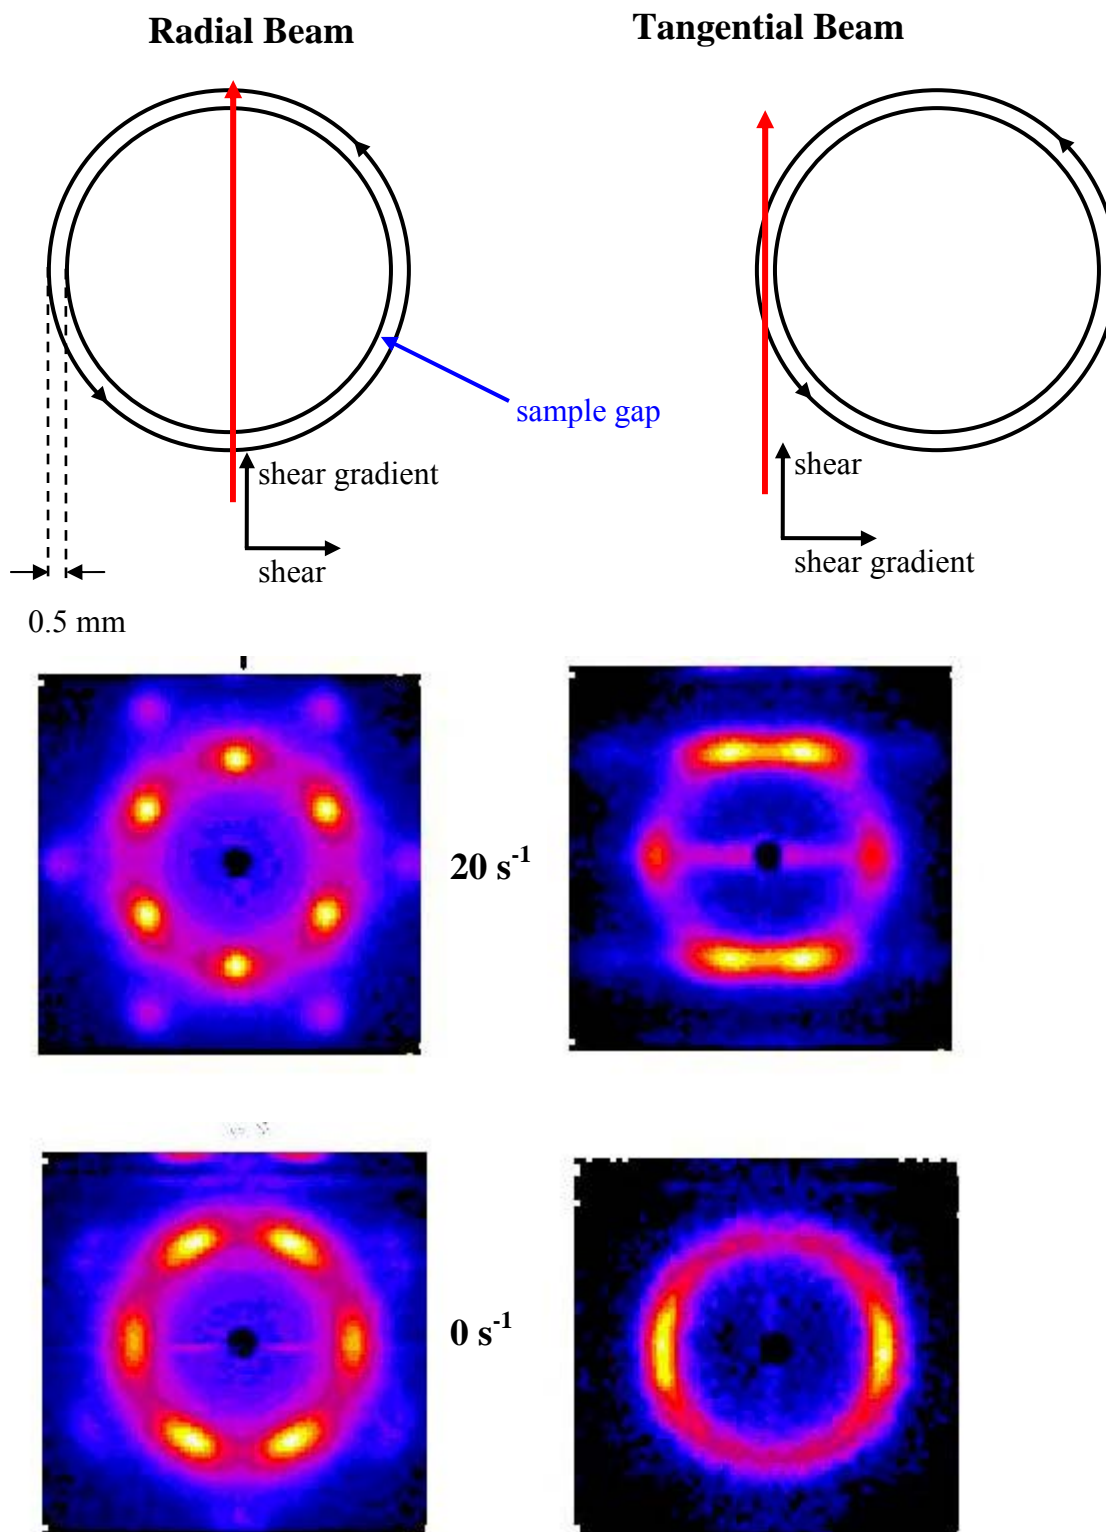 Radial Beam
Tangential Beam
sample gap
shear gradient
shear
shear
shear gradient
0.5 mm
20 s⁻¹
0 s⁻¹